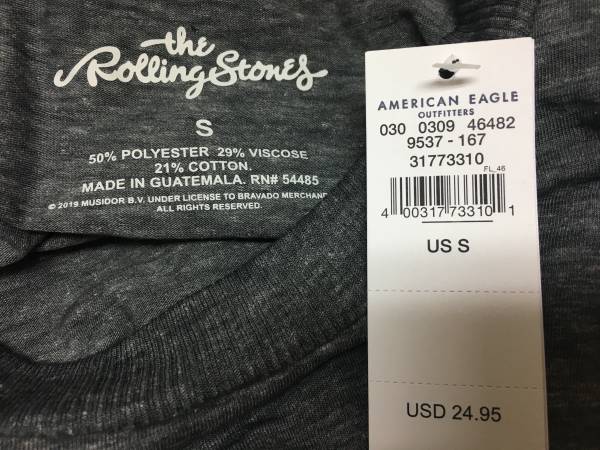 the
Rolling Stones
S
50% POLYESTER 29% VISCOSE
21% COTTON.
MADE IN GUATEMALA. RN# 54485
© 2019 MUSIDOR B.V. UNDER LICENSE TO BRAVADO
ALL RIGHTS RESERVED.
AMERICAN EAGLE
OUTFITTERS
030 0309 46482
9537 - 167
31773310
FL_46
4 00317 73310 1
US S
USD 24.95